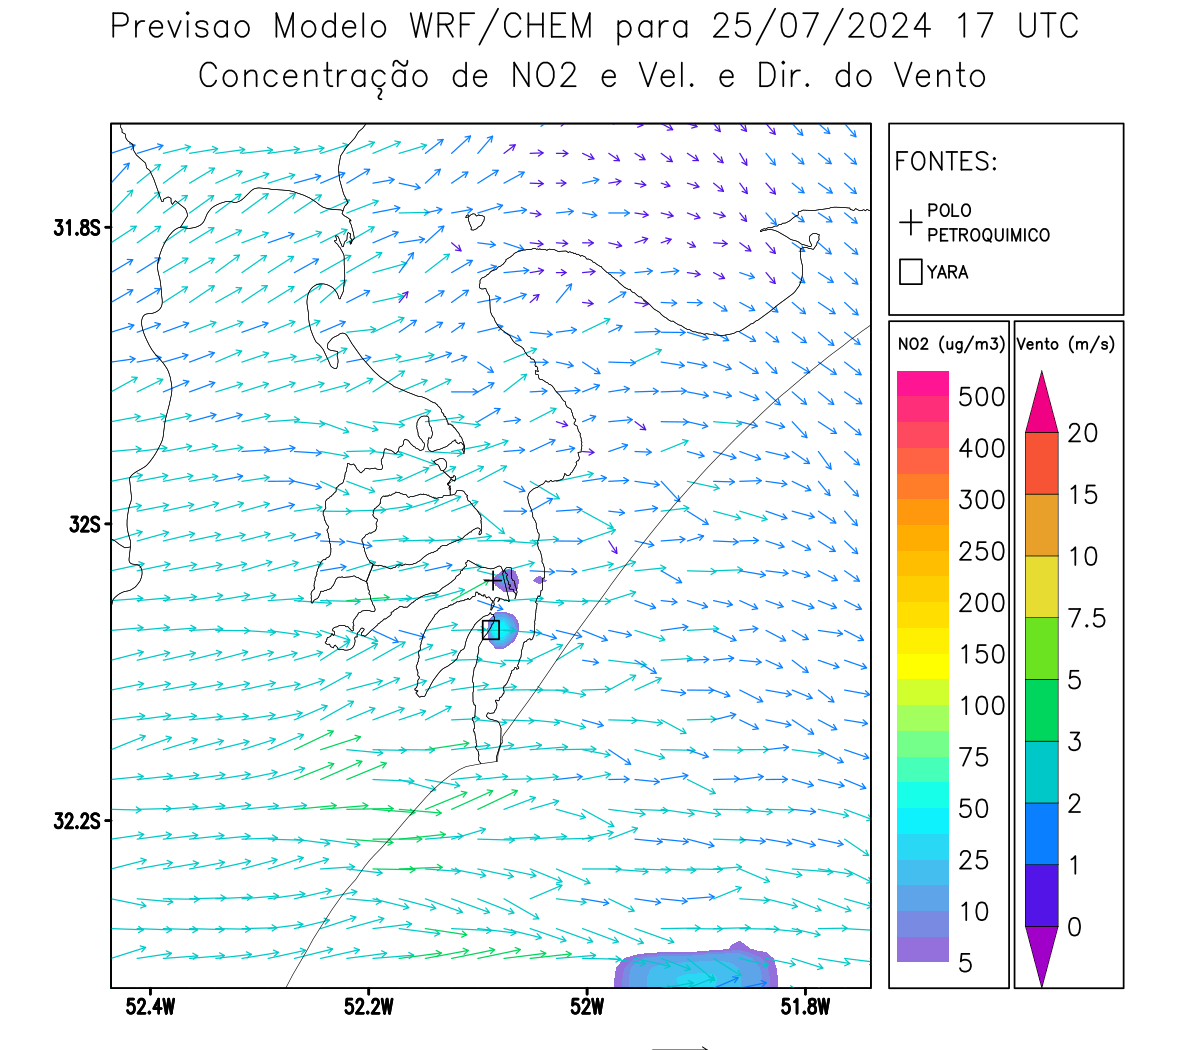 Previsao Modelo WRF/CHEM para 25/07/2024 17 UTC
Concentração de NO2 e Vel. e Dir. do Vento
FONTES:
POLO
PETROQUIMICO
YARA
NO2 (ug/m3)
500
400
300
250
200
150
100
75
50
25
10
5
Vento (m/s)
20
15
10
7.5
5
3
2
1
0
31.8S
32S
32.2S
52.4W
52.2W
52W
51.8W